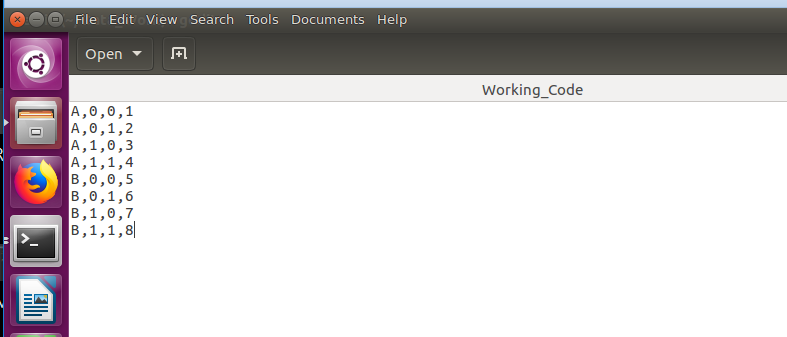 File Edit View Search Tools Documents Help
Open
Working_Code
A,0,0,1
A,0,1,2
A,1,0,3
A,1,1,4
B,0,0,5
B,0,1,6
B,1,0,7
B,1,1,8